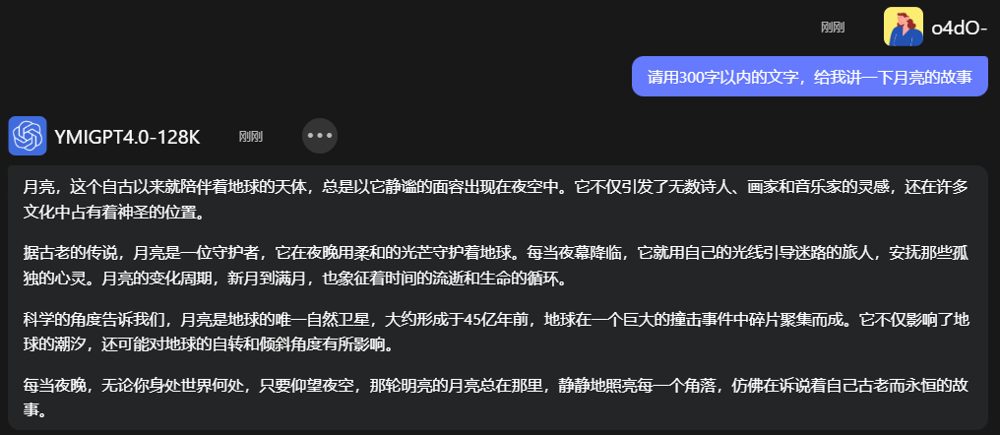 刚刚 o4dO-
请用300字以内的文字，给我讲一下月亮的故事
YMIGPT4.0-128K 刚刚
月亮，这个自古以来就陪伴着地球的天体，总是以它静谧的面容出现在夜空中。它不仅引发了无数诗人、画家和音乐家的灵感，还在许多
文化中占有着神圣的位置。
据古老的传说，月亮是一位守护者，它在夜晚用柔和的光芒守护着地球。每当夜幕降临，它就用自己的光线引导迷路的旅人，安抚那些孤
独的心灵。月亮的变化周期，新月到满月，也象征着时间的流逝和生命的循环。
科学的角度告诉我们，月亮是地球的唯一自然卫星，大约形成于45亿年前，地球在一个巨大的撞击事件中碎片聚集而成。它不仅影响了地
球的潮汐，还可能对地球的自转和倾斜角度有所影响。
每当夜晚，无论你身处世界何处，只要仰望夜空，那轮明亮的月亮总在那里，静静地照亮每一个角落，仿佛在诉说着自己古老而永恒的故
事。